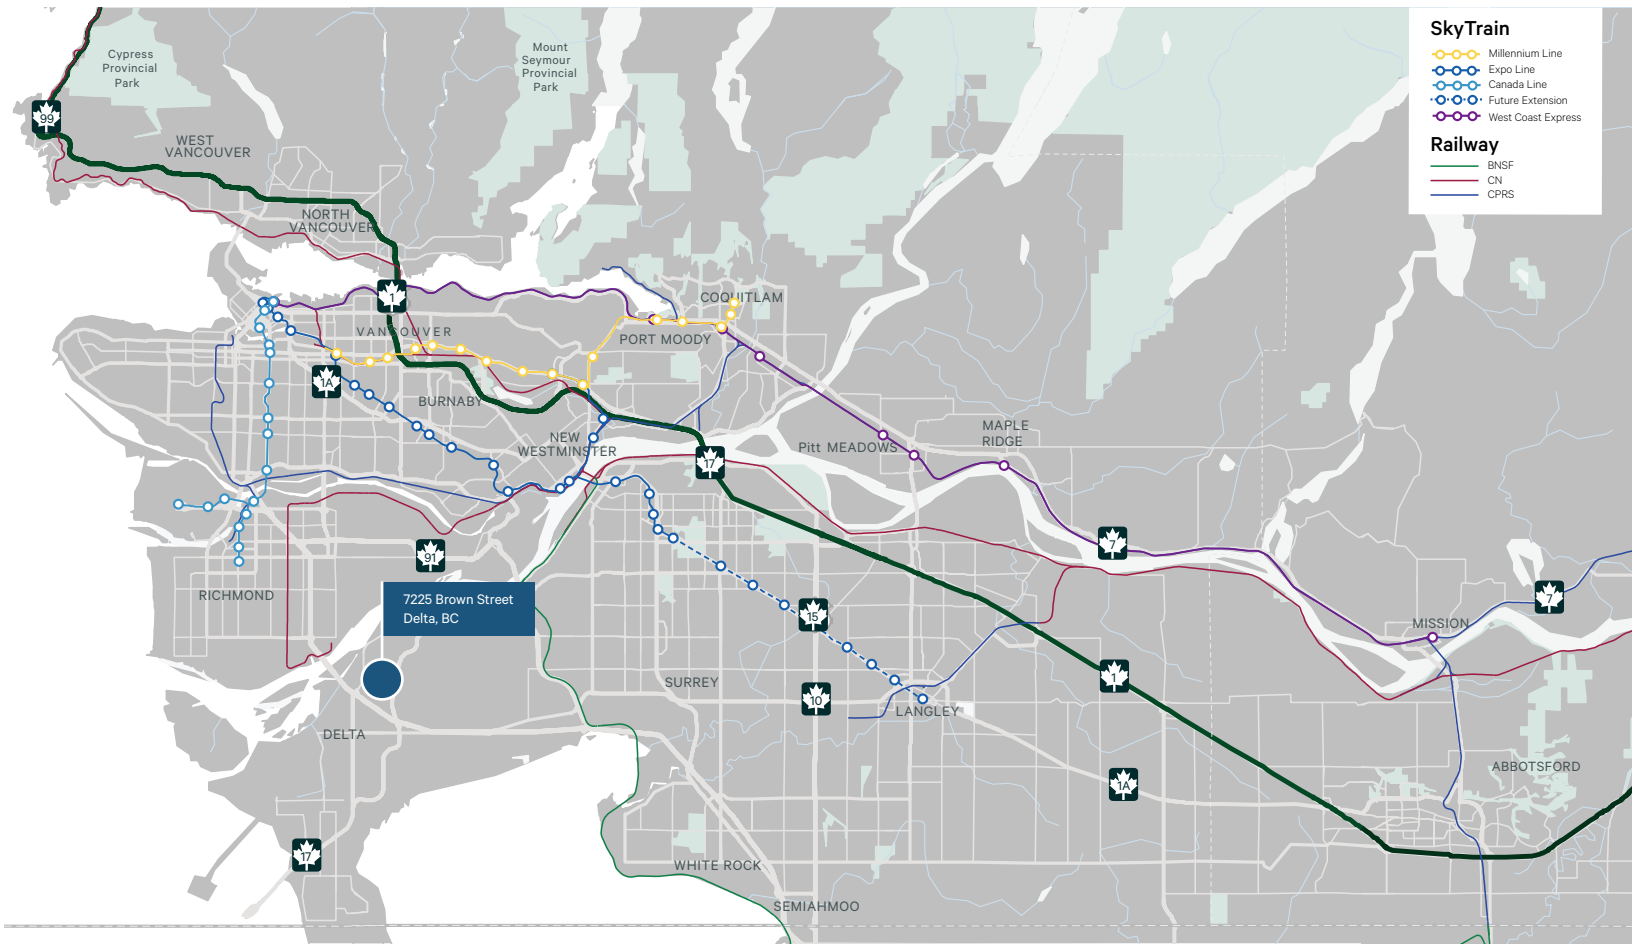 Cypress
Provincial
Park
Mount
Seymour
Provincial
Park
SkyTrain
Millennium Line
Expo Line
Canada Line
Future Extension
West Coast Express
Railway
BNSF
CN
CPRS
99
WEST
VANCOUVER
NORTH
VANCOUVER
1
COQUITLAM
VANCOUVER
PORT MOODY
1A
BURNABY
NEW
WESTMINSTER
MAPLE
RIDGE
Pitt MEADOWS
17
91
7
7
RICHMOND
7225 Brown Street
Delta, BC
15
MISSION
SURREY
10
LANGLEY
1
DELTA
1A
ABBOTSFORD
17
WHITE ROCK
SEMIAHMOO